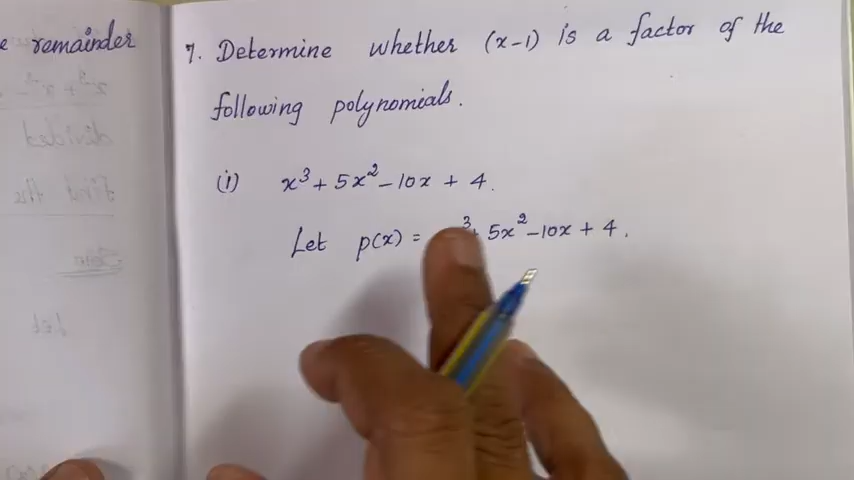 e remainder
7. Determine whether (x-1) is a factor of the
following polynomials.
(i) x³ + 5x² - 10x + 4.
Let p(x) = ³ + 5x² - 10x + 4.